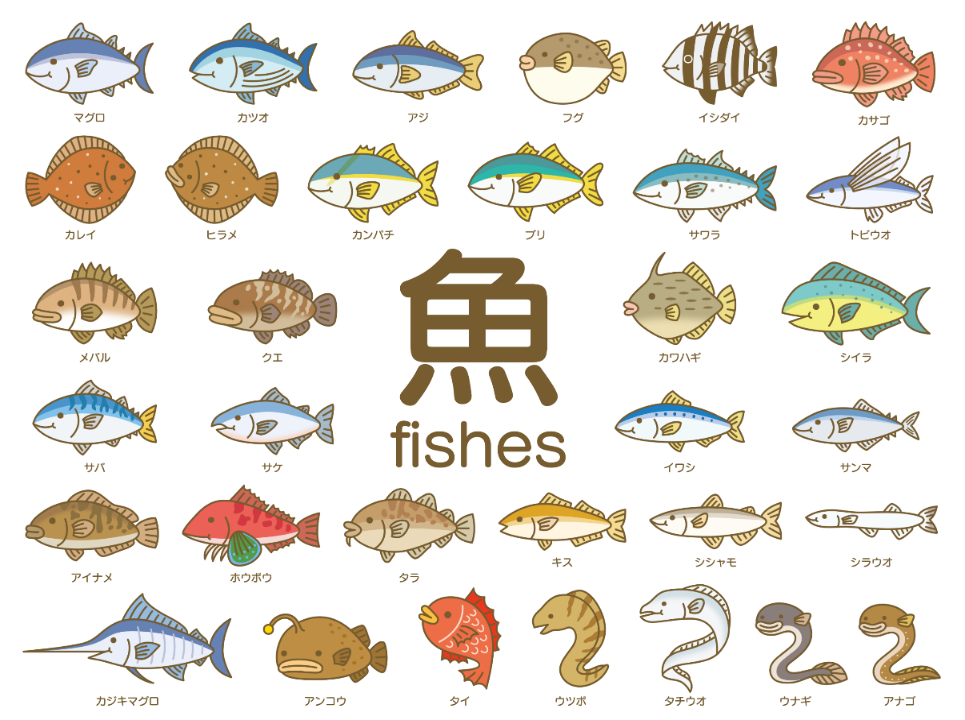 マグロ
カツオ
アジ
フグ
イシダイ
カサゴ
カレイ
ヒラメ
カンパチ
ブリ
サワラ
トビウオ
魚
fishes
メバル
クエ
カワハギ
シイラ
サバ
サケ
イワシ
サンマ
アイナメ
ホウボウ
タラ
キス
シシャモ
シラウオ
カジキマグロ
アンコウ
タイ
ウツボ
タチウオ
ウナギ
アナゴ